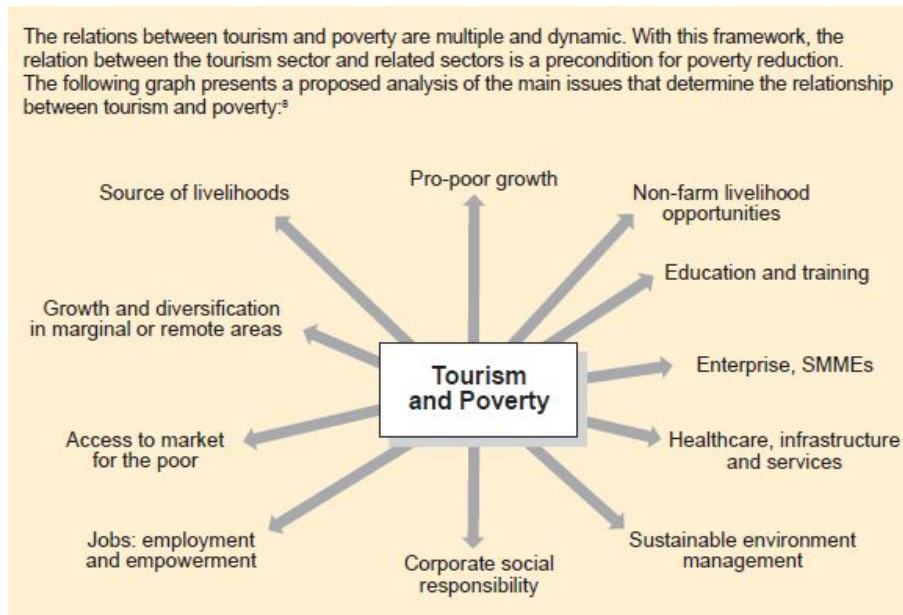 The relations between tourism and poverty are multiple and dynamic. With this framework, the
relation between the tourism sector and related sectors is a precondition for poverty reduction.
The following graph presents a proposed analysis of the main issues that determine the relationship
between tourism and poverty:⁸
Pro-poor growth
Source of livelihoods
Non-farm livelihood
opportunities
Education and training
Growth and diversification
in marginal or remote areas
Tourism
and Poverty
Enterprise, SMMEs
Access to market
for the poor
Healthcare, infrastructure
and services
Jobs: employment
and empowerment
Corporate social
responsibility
Sustainable environment
management